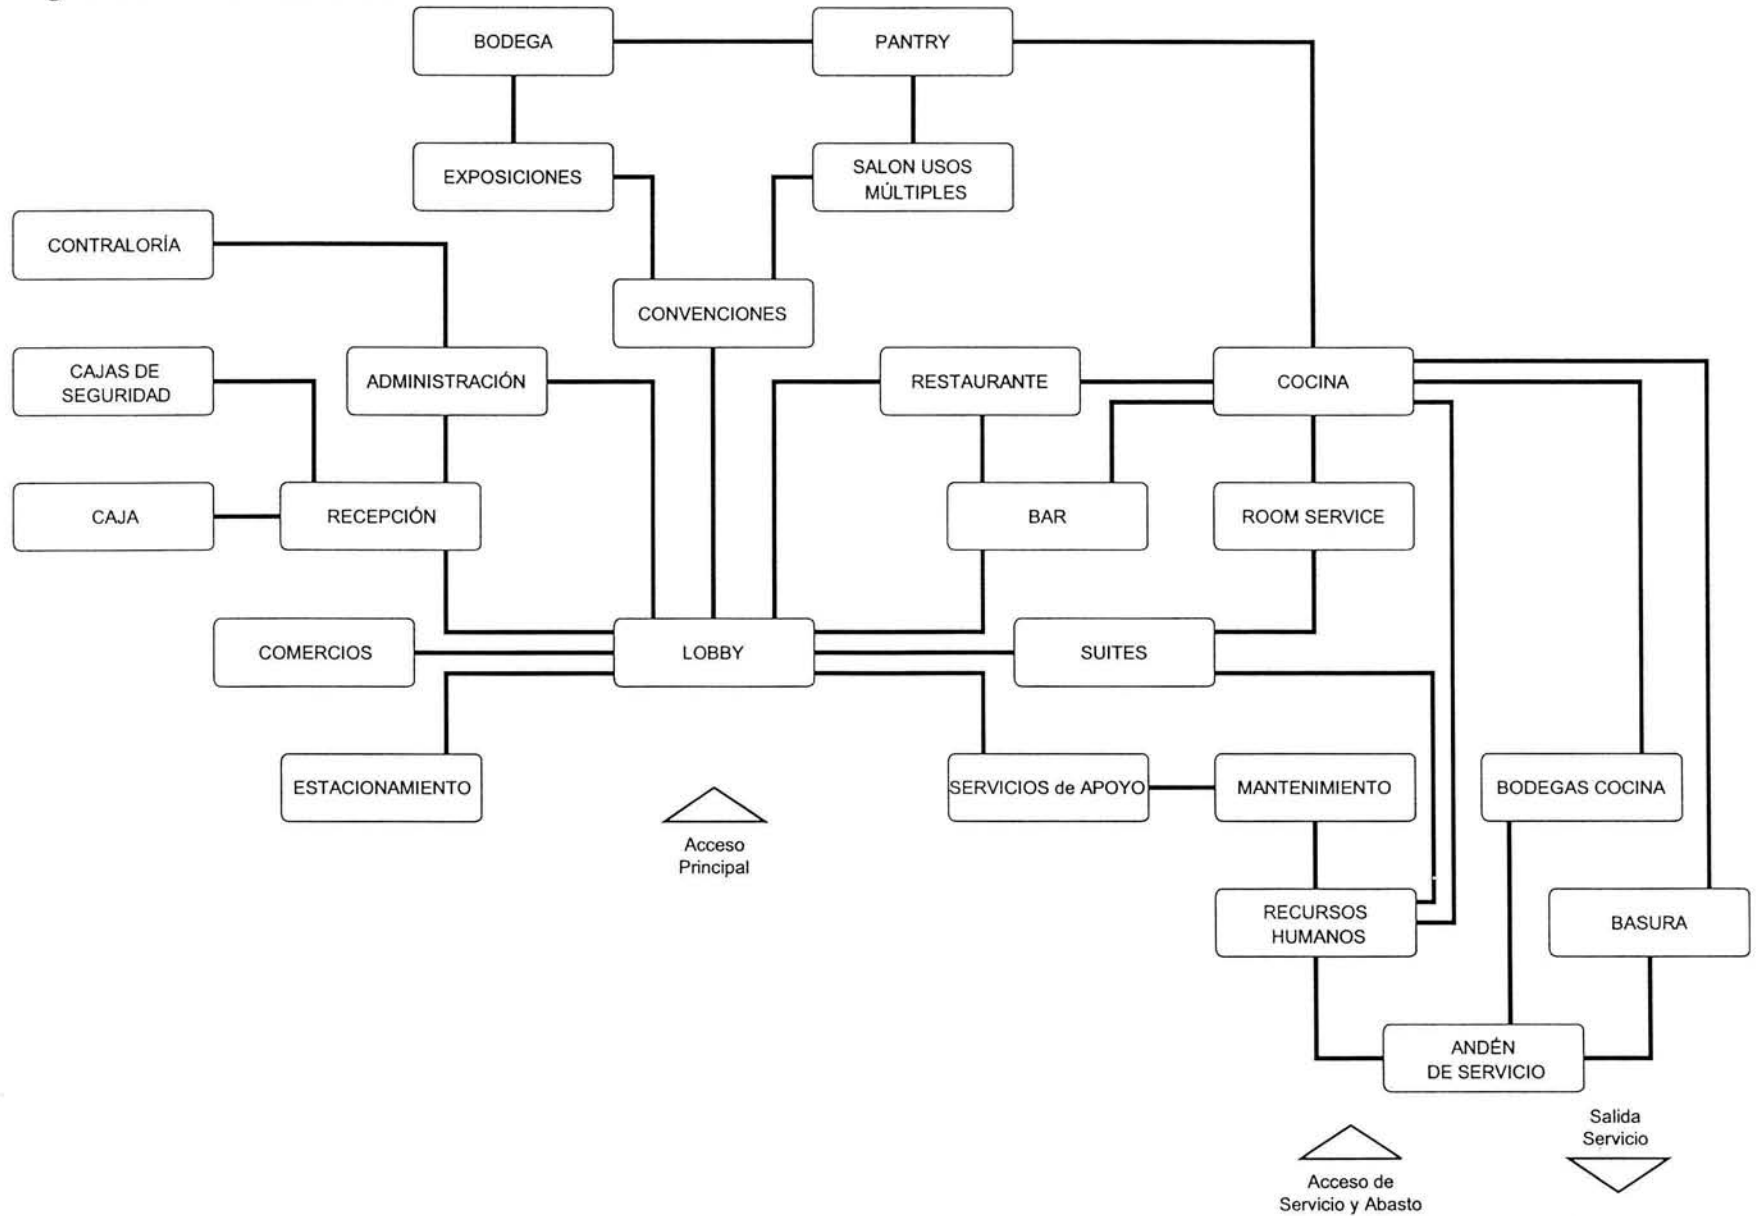 BODEGA
PANTRY
EXPOSICIONES
SALON USOS
MÚLTIPLES
CONTRALORÍA
CONVENCIONES
CAJAS DE
SEGURIDAD
ADMINISTRACIÓN
RESTAURANTE
COCINA
CAJA
RECEPCIÓN
BAR
ROOM SERVICE
COMERCIOS
LOBBY
SUITES
ESTACIONAMIENTO
SERVICIOS de APOYO
MANTENIMIENTO
BODEGAS COCINA
Acceso
Principal
RECURSOS
HUMANOS
BASURA
ANDÉN
DE SERVICIO
Salida
Servicio
Acceso de
Servicio y Abasto